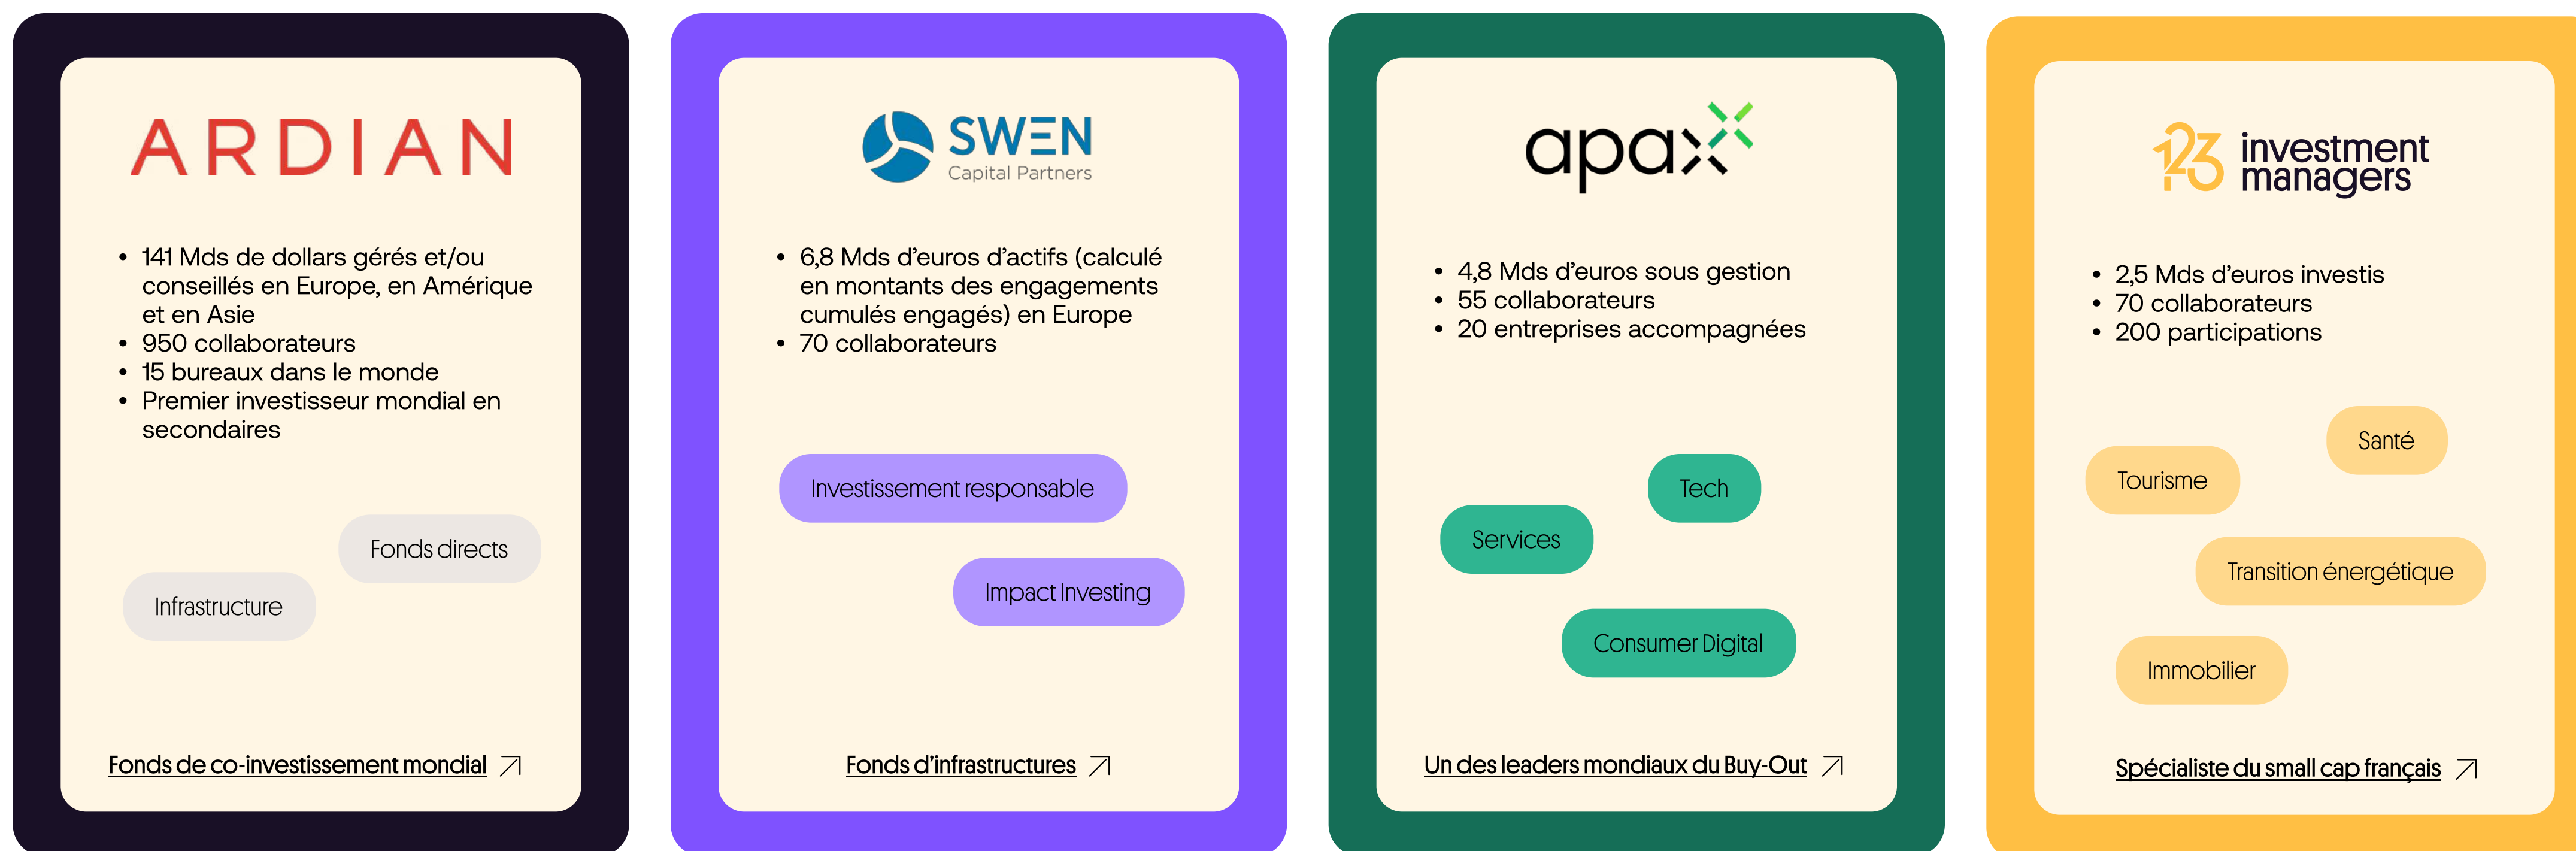 ARDIAN
• 141 Mds de dollars gérés et/ou
conseillés en Europe, en Amérique
et en Asie
• 950 collaborateurs
• 15 bureaux dans le monde
• Premier investisseur mondial en
secondaires
Fonds directs
Infrastructure
Fonds de co-investissement mondial
SWEN
Capital Partners
• 6,8 Mds d’euros d’actifs (calculé
en montants des engagements
cumulés engagés) en Europe
• 70 collaborateurs
Investissement responsable
Impact Investing
Fonds d’infrastructures
apax
• 4,8 Mds d’euros sous gestion
• 55 collaborateurs
• 20 entreprises accompagnées
Tech
Services
Consumer Digital
Un des leaders mondiaux du Buy-Out
123 investment
managers
• 2,5 Mds d’euros investis
• 70 collaborateurs
• 200 participations
Santé
Tourisme
Transition énergétique
Immobilier
Spécialiste du small cap français